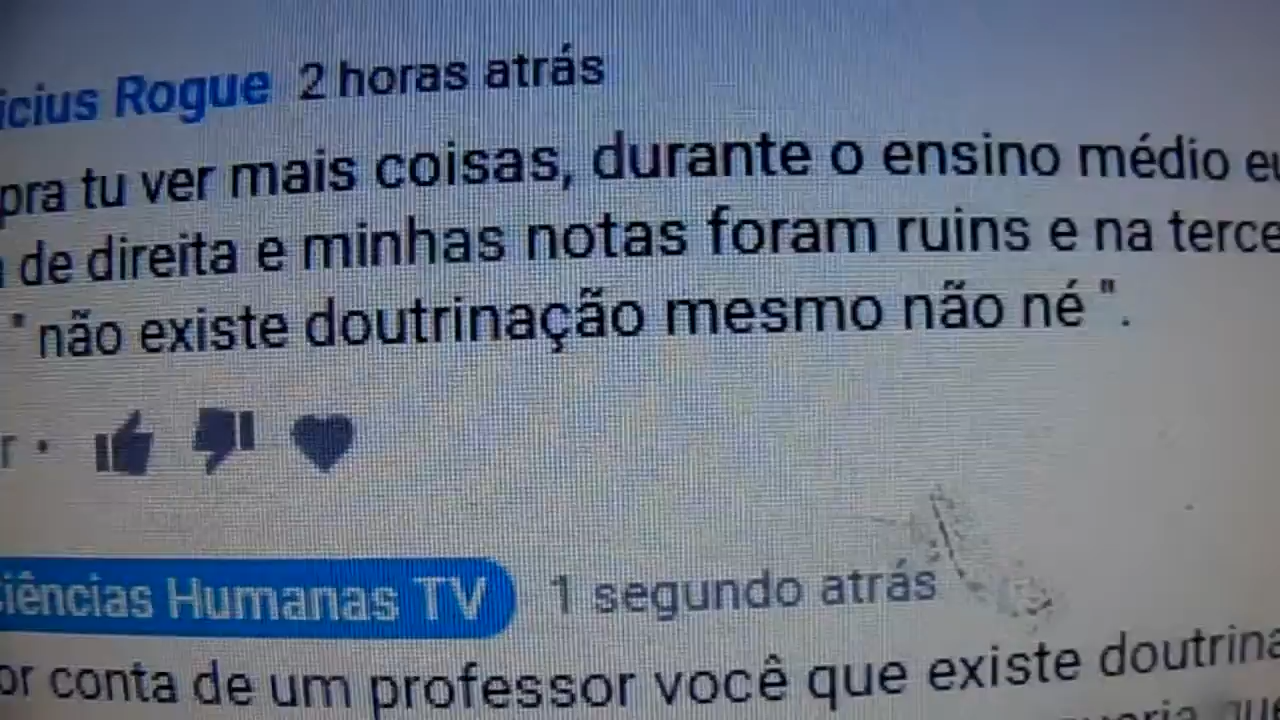 icius Rogue 2 horas atrás
pra tu ver mais coisas, durante o ensino médio eu
de direita e minhas notas foram ruins e na terce
" não existe doutrinação mesmo não né ".
r •
iências Humanas TV 1 segundo atrás
or conta de um professor você que existe doutrina
que